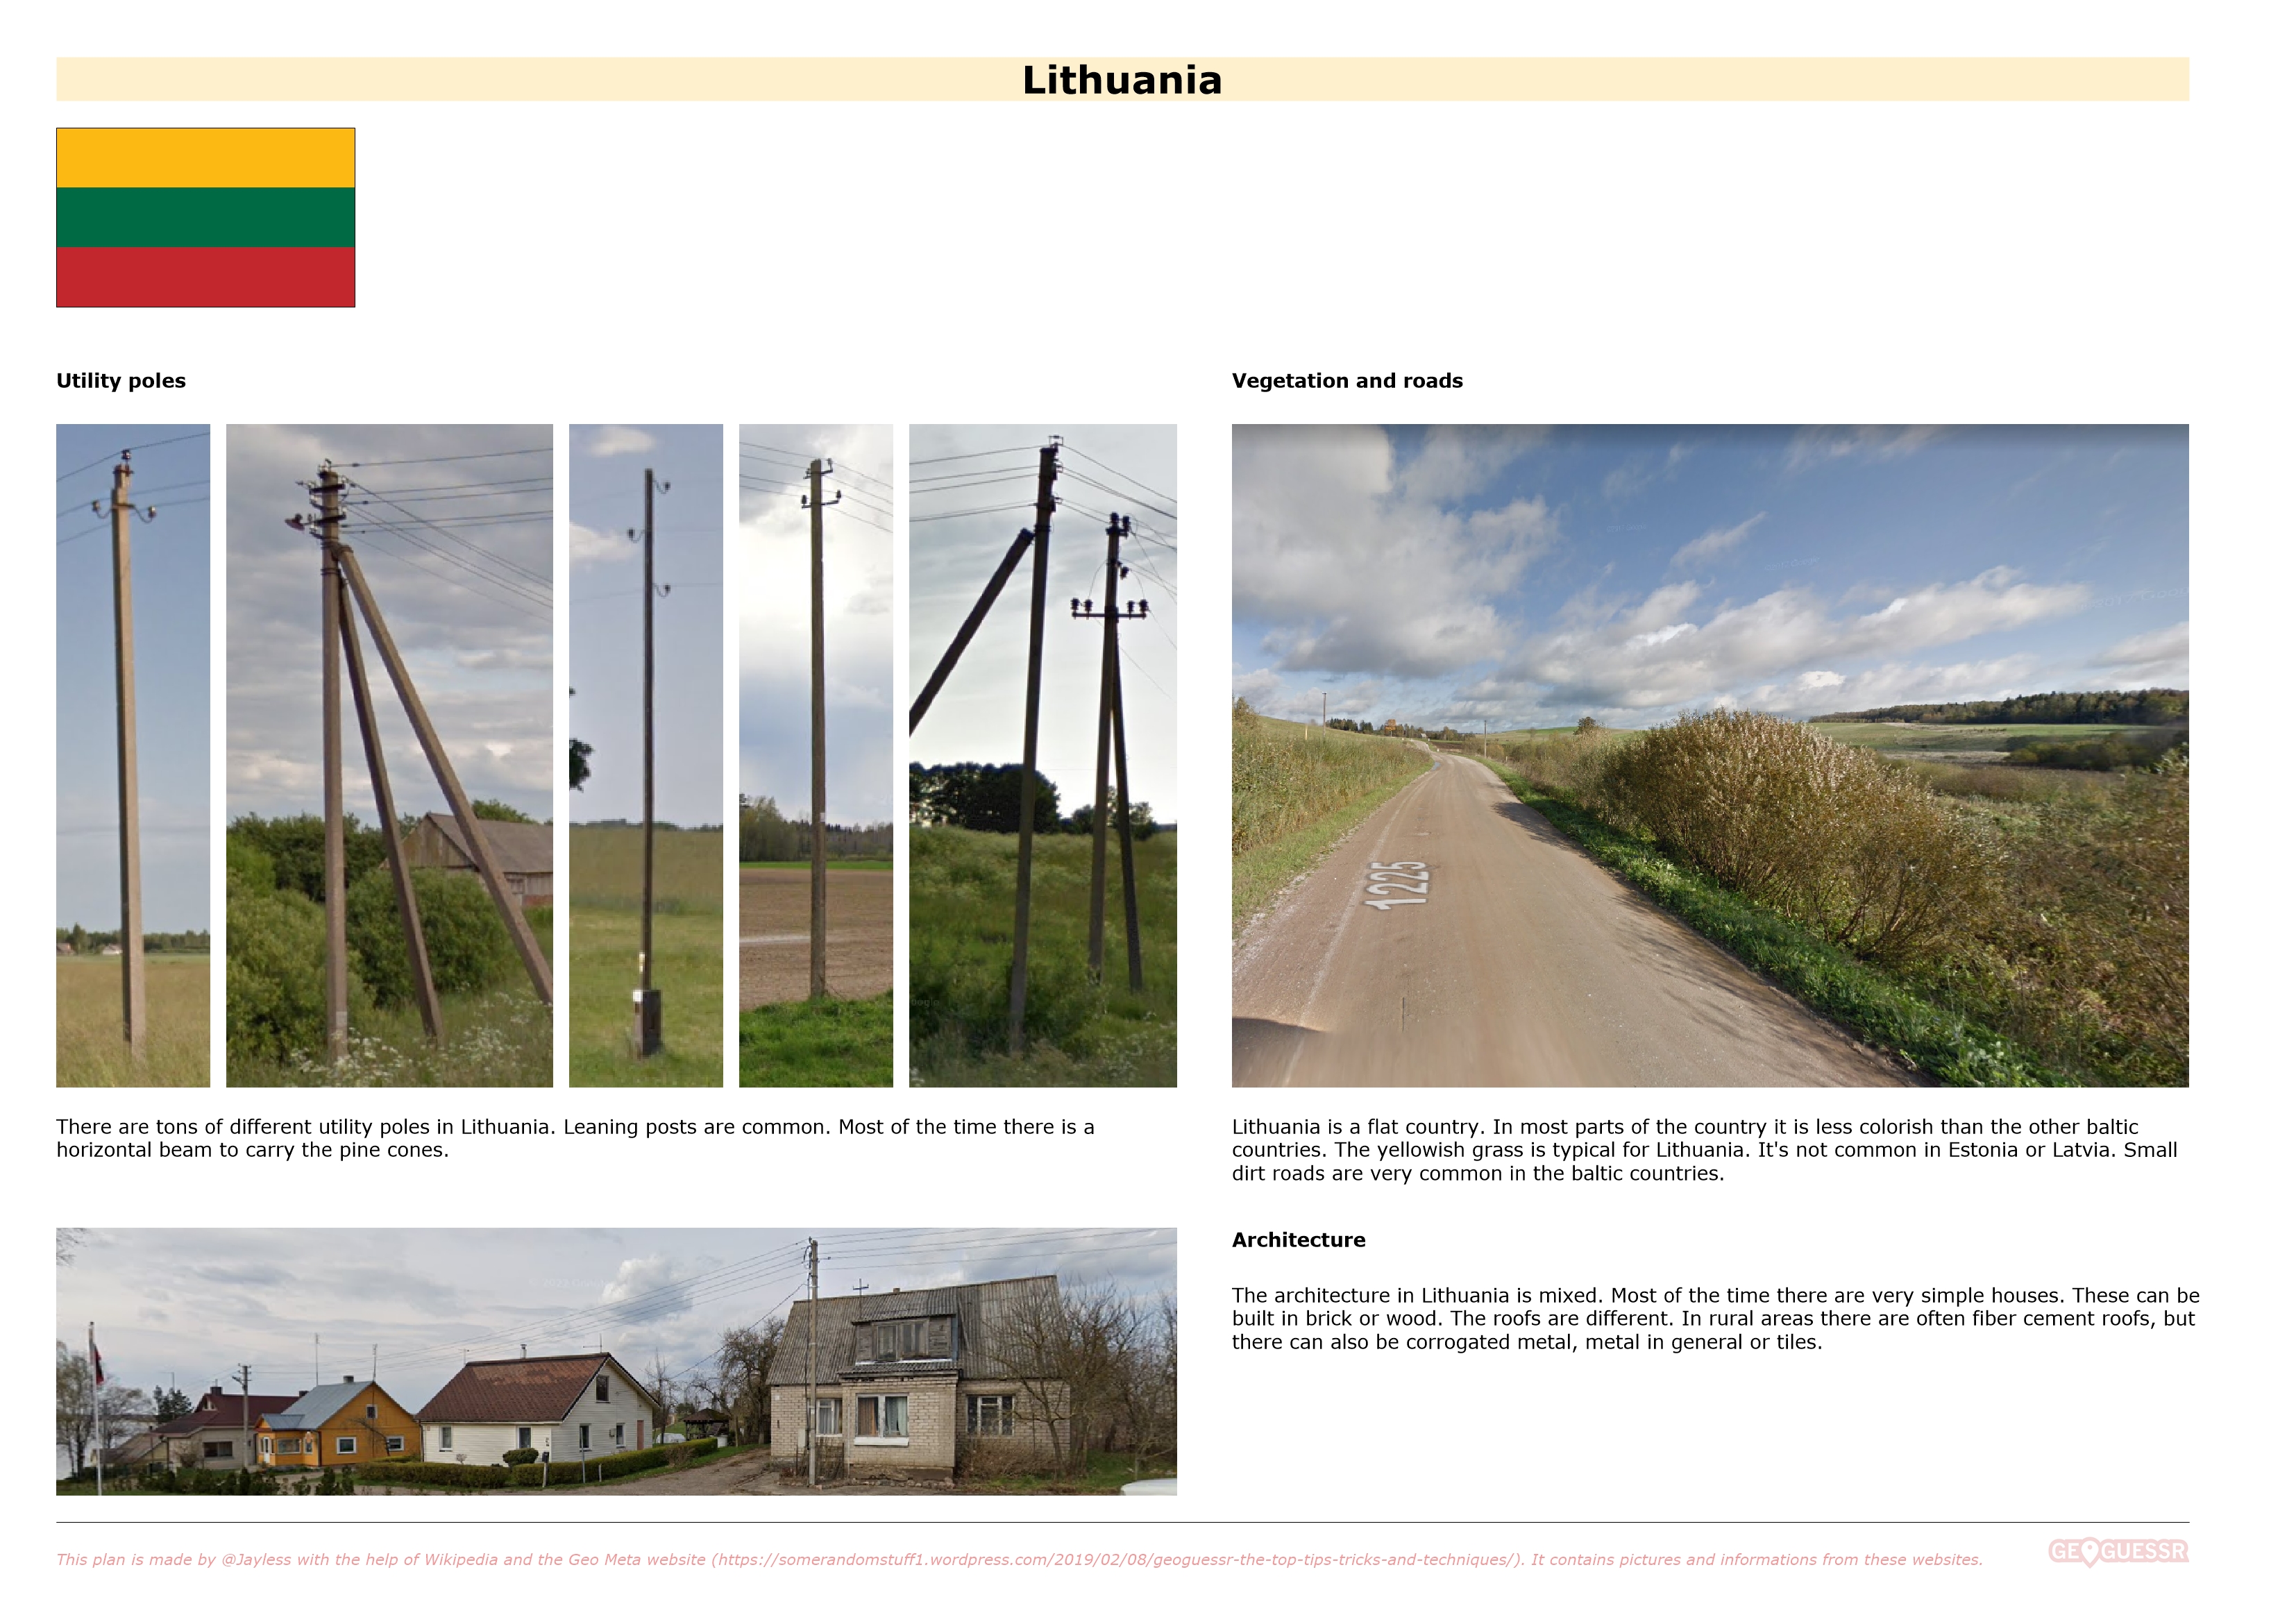 Lithuania
Utility poles
Vegetation and roads
1225
There are tons of different utility poles in Lithuania. Leaning posts are common. Most of the time there is a
horizontal beam to carry the pine cones.
Lithuania is a flat country. In most parts of the country it is less colorish than the other baltic
countries. The yellowish grass is typical for Lithuania. It's not common in Estonia or Latvia. Small
dirt roads are very common in the baltic countries.
Architecture
The architecture in Lithuania is mixed. Most of the time there are very simple houses. These can be
built in brick or wood. The roofs are different. In rural areas there are often fiber cement roofs, but
there can also be corrogated metal, metal in general or tiles.
This plan is made by @Jayless with the help of Wikipedia and the Geo Meta website (https://somerandomstuff1.wordpress.com/2019/02/08/geoguessr-the-top-tips-tricks-and-techniques/). It contains pictures and informations from these websites.
GEOGUESSR